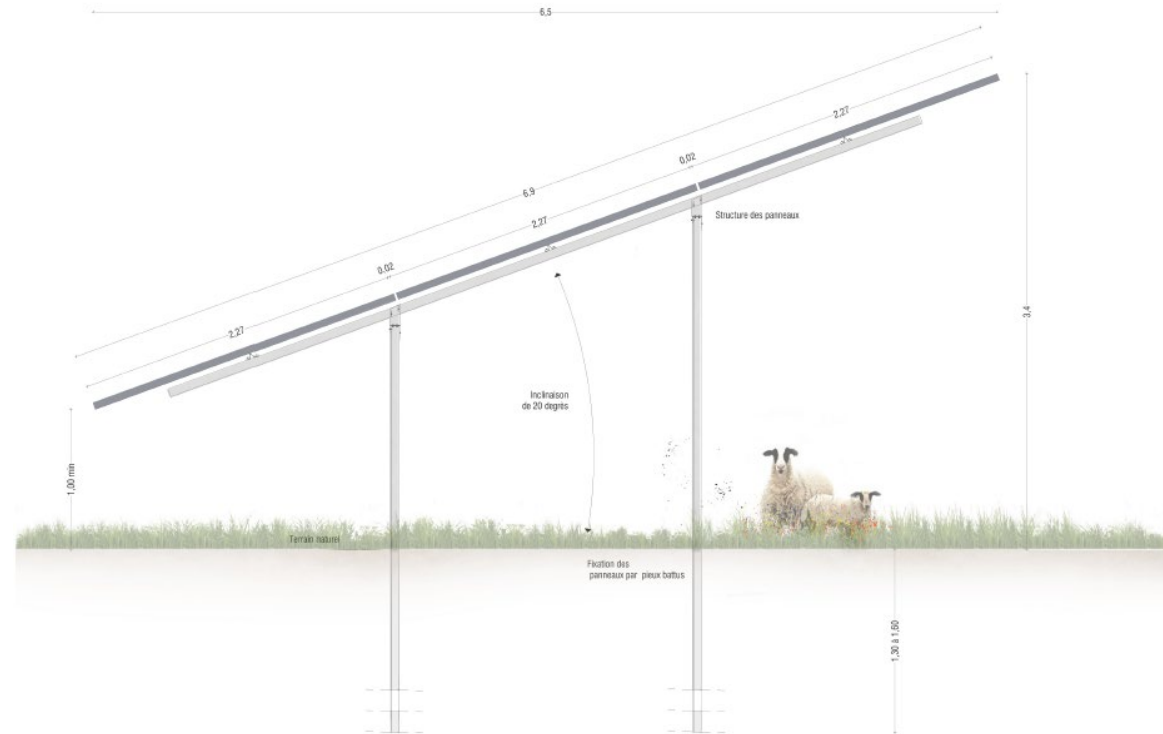 6,5
2,27
0,02
6,9
2,27
Structure des panneaux
0,02
3,4
2,27
Inclinaison
de 20 degrés
1,00 min
Terrain naturel
Fixation des
panneaux par pieux battus
1,30 à 1,60